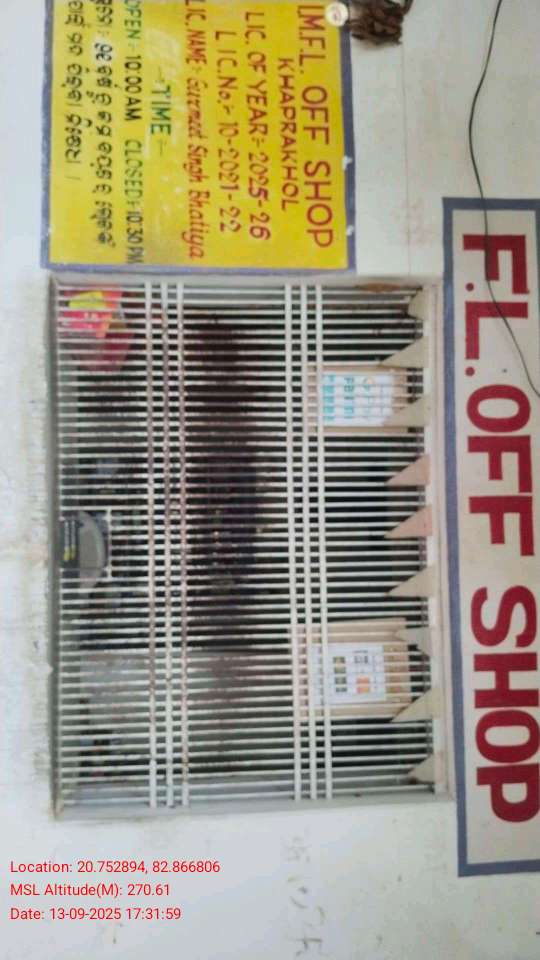 I.M.F.L. OFF SHOP
KHAPRAKHOL
LIC. OF YEAR:- 2025-26
LIC.No.:- 10-2021-22
LIC. NAME:- Gurmeet Singh Bhatiya
-: TIME :-
OPEN:- 10:00 AM CLOSED:- 10:30 PM
F.L. OFF SHOP
Location: 20.752894, 82.866806
MSL Altitude(M): 270.61
Date: 13-09-2025 17:31:59